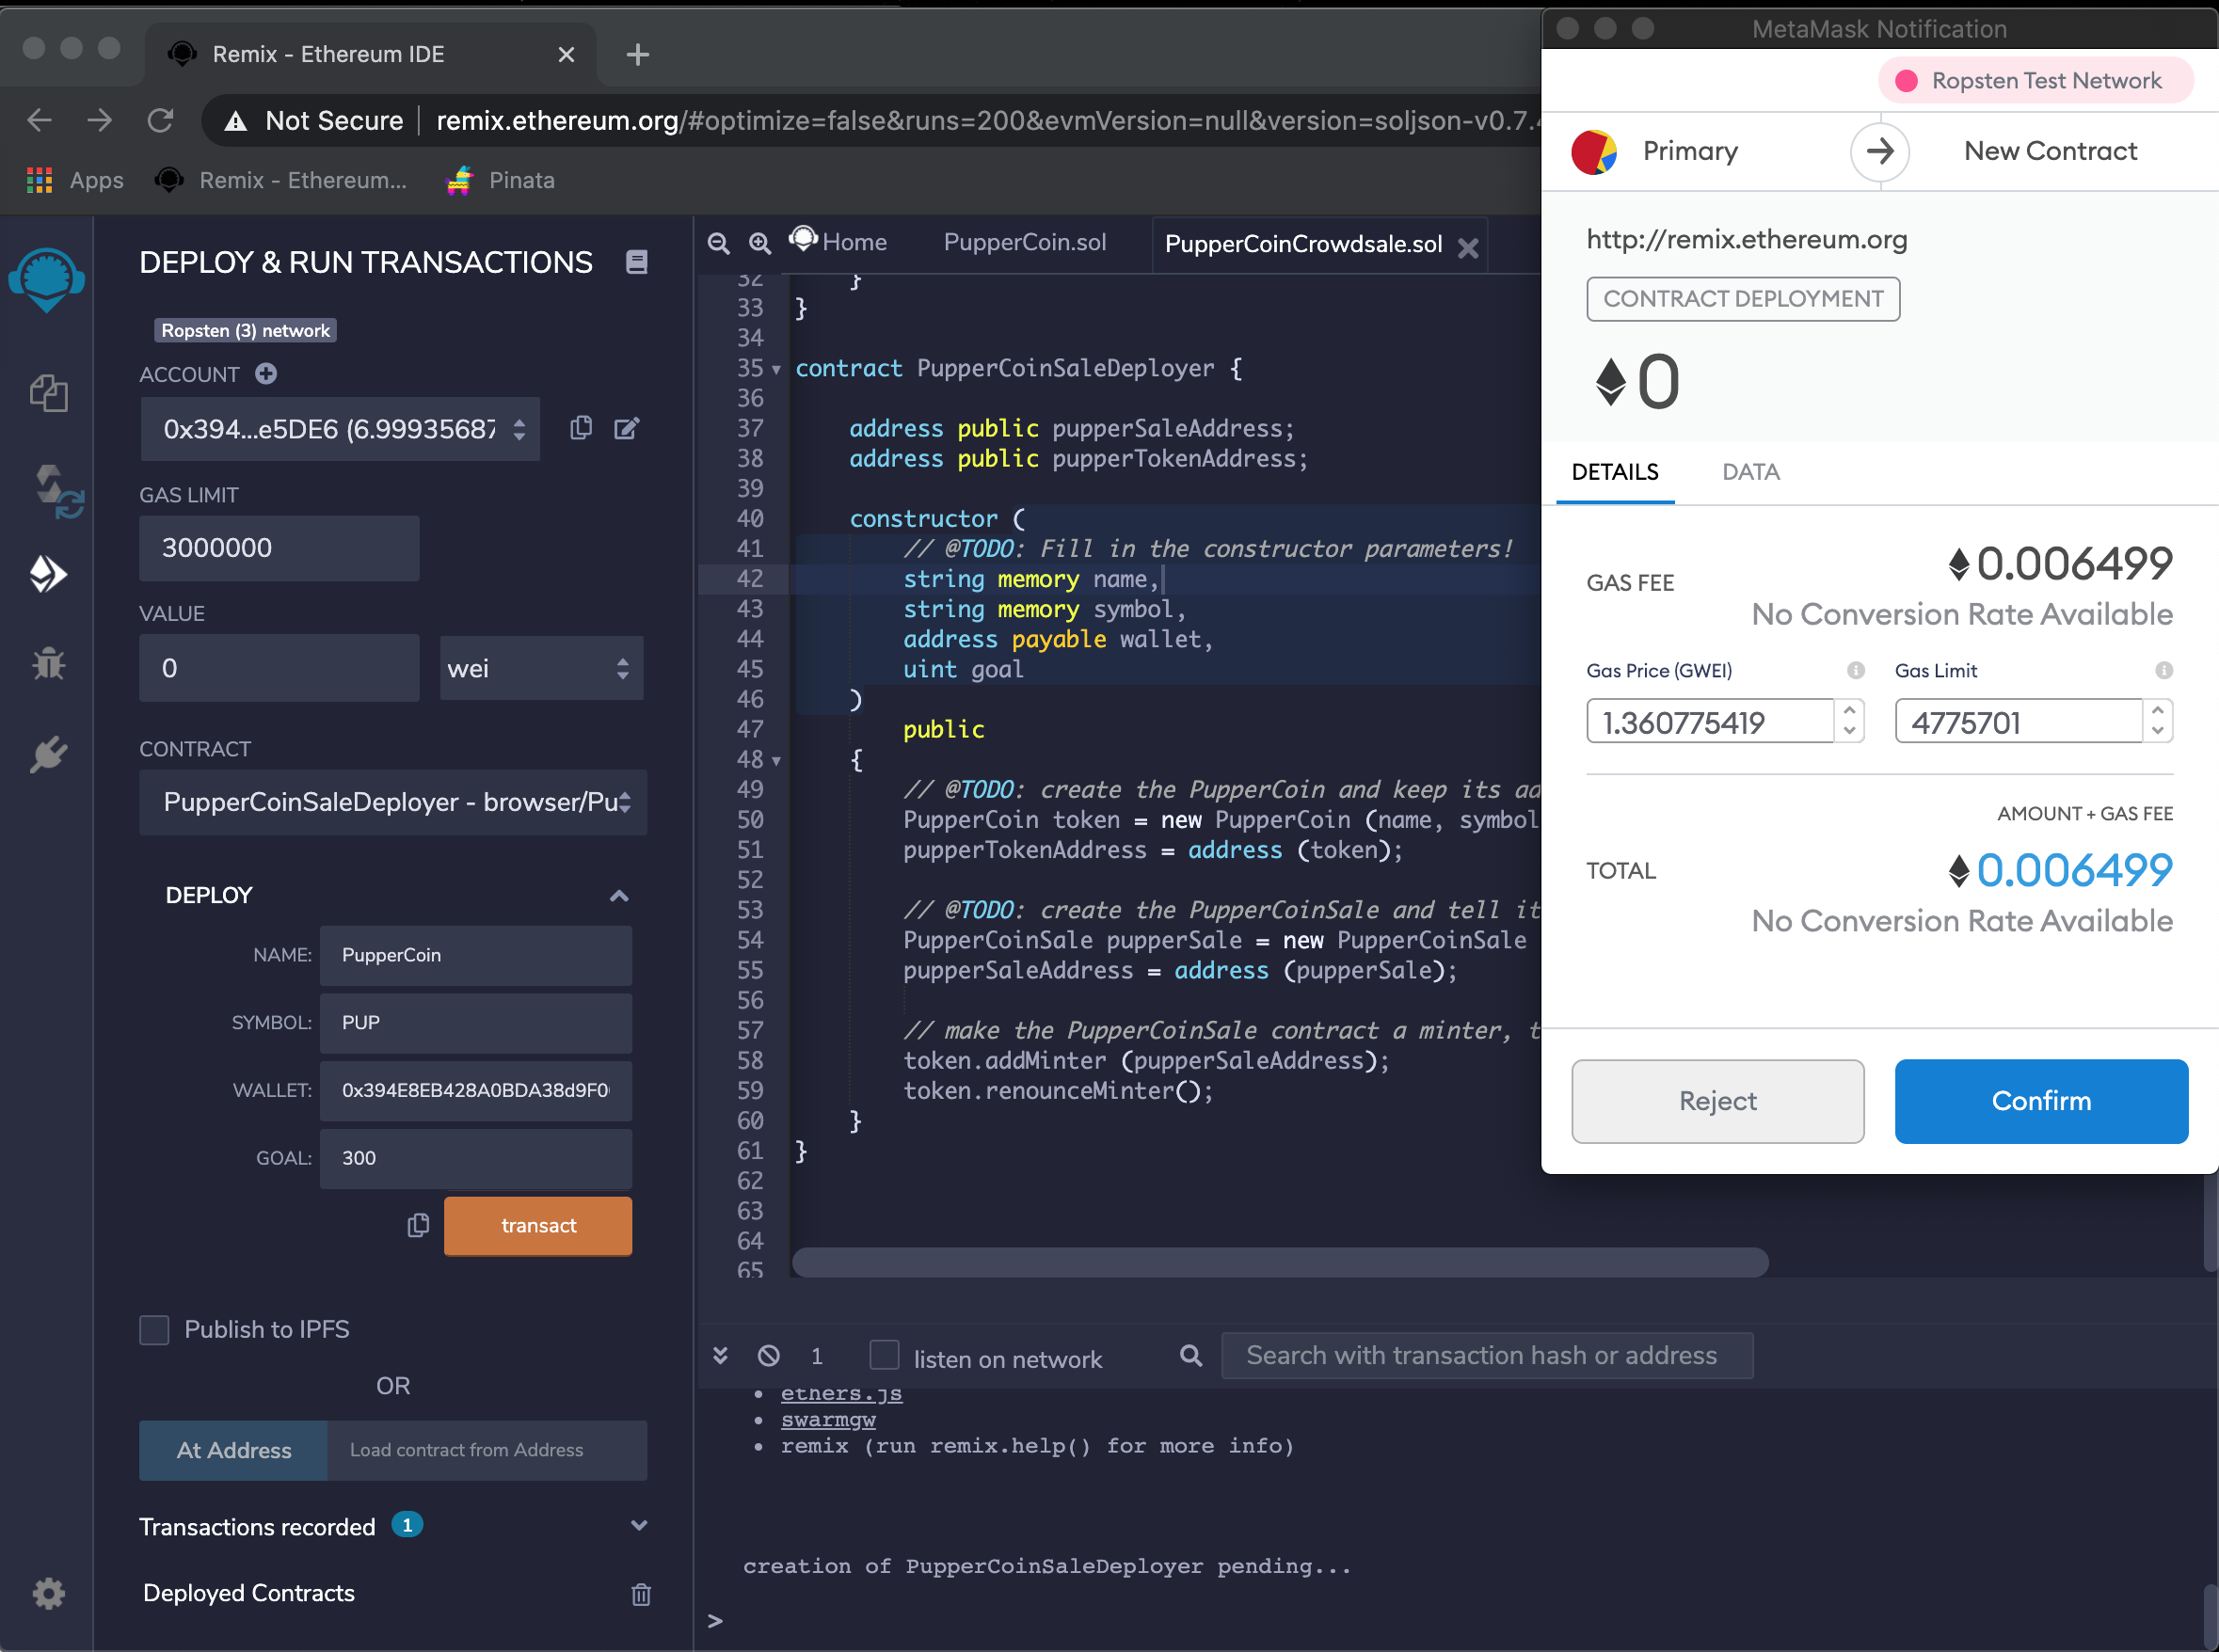 Remix - Ethereum IDE
Not Secure | remix.ethereum.org/#optimize=false&runs=200&evmVersion=null&version=soljson-v0.7.4
Apps Remix - Ethereum... Pinata
DEPLOY & RUN TRANSACTIONS
Ropsten (3) network
ACCOUNT
0x394...e5DE6 (6.99935687
GAS LIMIT
3000000
VALUE
0 wei
CONTRACT
PupperCoinSaleDeployer - browser/Pu
DEPLOY
NAME: PupperCoin
SYMBOL: PUP
WALLET: 0x394E8EB428A0BDA38d9F0
GOAL: 300
transact
Publish to IPFS
OR
At Address Load contract from Address
Transactions recorded 1
Deployed Contracts
Home PupperCoin.sol PupperCoinCrowdsale.sol
32 }
33 }
34
35 contract PupperCoinSaleDeployer {
36
37 address public pupperSaleAddress;
38 address public pupperTokenAddress;
39
40 constructor (
41 // @TODO: Fill in the constructor parameters!
42 string memory name,
43 string memory symbol,
44 address payable wallet,
45 uint goal
46 )
47 public
48 {
49 // @TODO: create the PupperCoin and keep its ad
50 PupperCoin token = new PupperCoin (name, symbol
51 pupperTokenAddress = address (token);
52
53 // @TODO: create the PupperCoinSale and tell it
54 PupperCoinSale pupperSale = new PupperCoinSale
55 pupperSaleAddress = address (pupperSale);
56
57 // make the PupperCoinSale contract a minter, t
58 token.addMinter (pupperSaleAddress);
59 token.renounceMinter();
60 }
61 }
62
63
64
65
1 listen on network Search with transaction hash or address
• ethers.js
• swarmgw
• remix (run remix.help() for more info)
creation of PupperCoinSaleDeployer pending...
>
MetaMask Notification
Ropsten Test Network
Primary New Contract
http://remix.ethereum.org
CONTRACT DEPLOYMENT
0
DETAILS DATA
GAS FEE 0.006499
No Conversion Rate Available
Gas Price (GWEI) Gas Limit
1.360775419 4775701
AMOUNT + GAS FEE
TOTAL 0.006499
No Conversion Rate Available
Reject Confirm